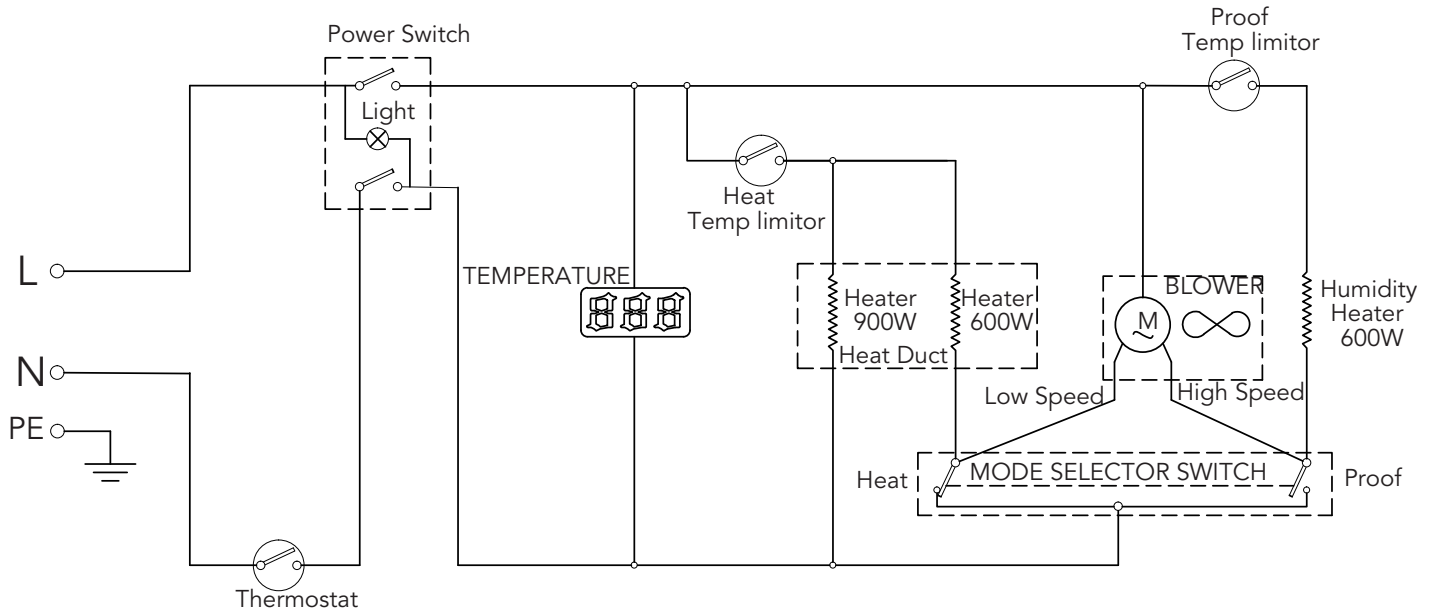 Power Switch
Proof
Temp limitor
Light
Heat
Temp limitor
L
TEMPERATURE
888
Heater
900W
Heater
600W
Heat Duct
BLOWER
M
Humidity
Heater
600W
N
Low Speed
High Speed
PE
Heat
MODE SELECTOR SWITCH
Proof
Thermostat